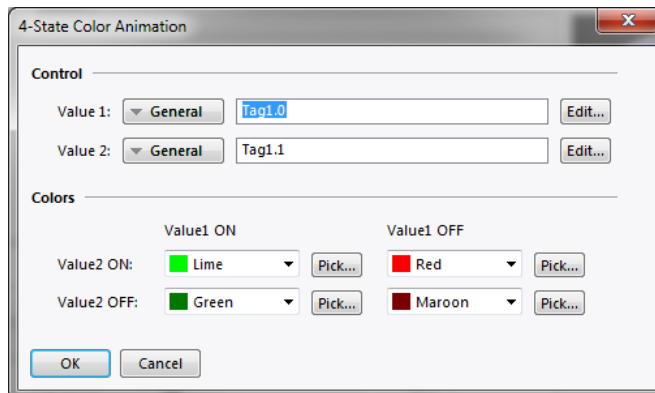 4-State Color Animation
Control
Value 1: General Tag1.0 Edit...
Value 2: General Tag1.1 Edit...
Colors
Value1 ON Value1 OFF
Value2 ON: Lime Pick... Red Pick...
Value2 OFF: Green Pick... Maroon Pick...
OK Cancel